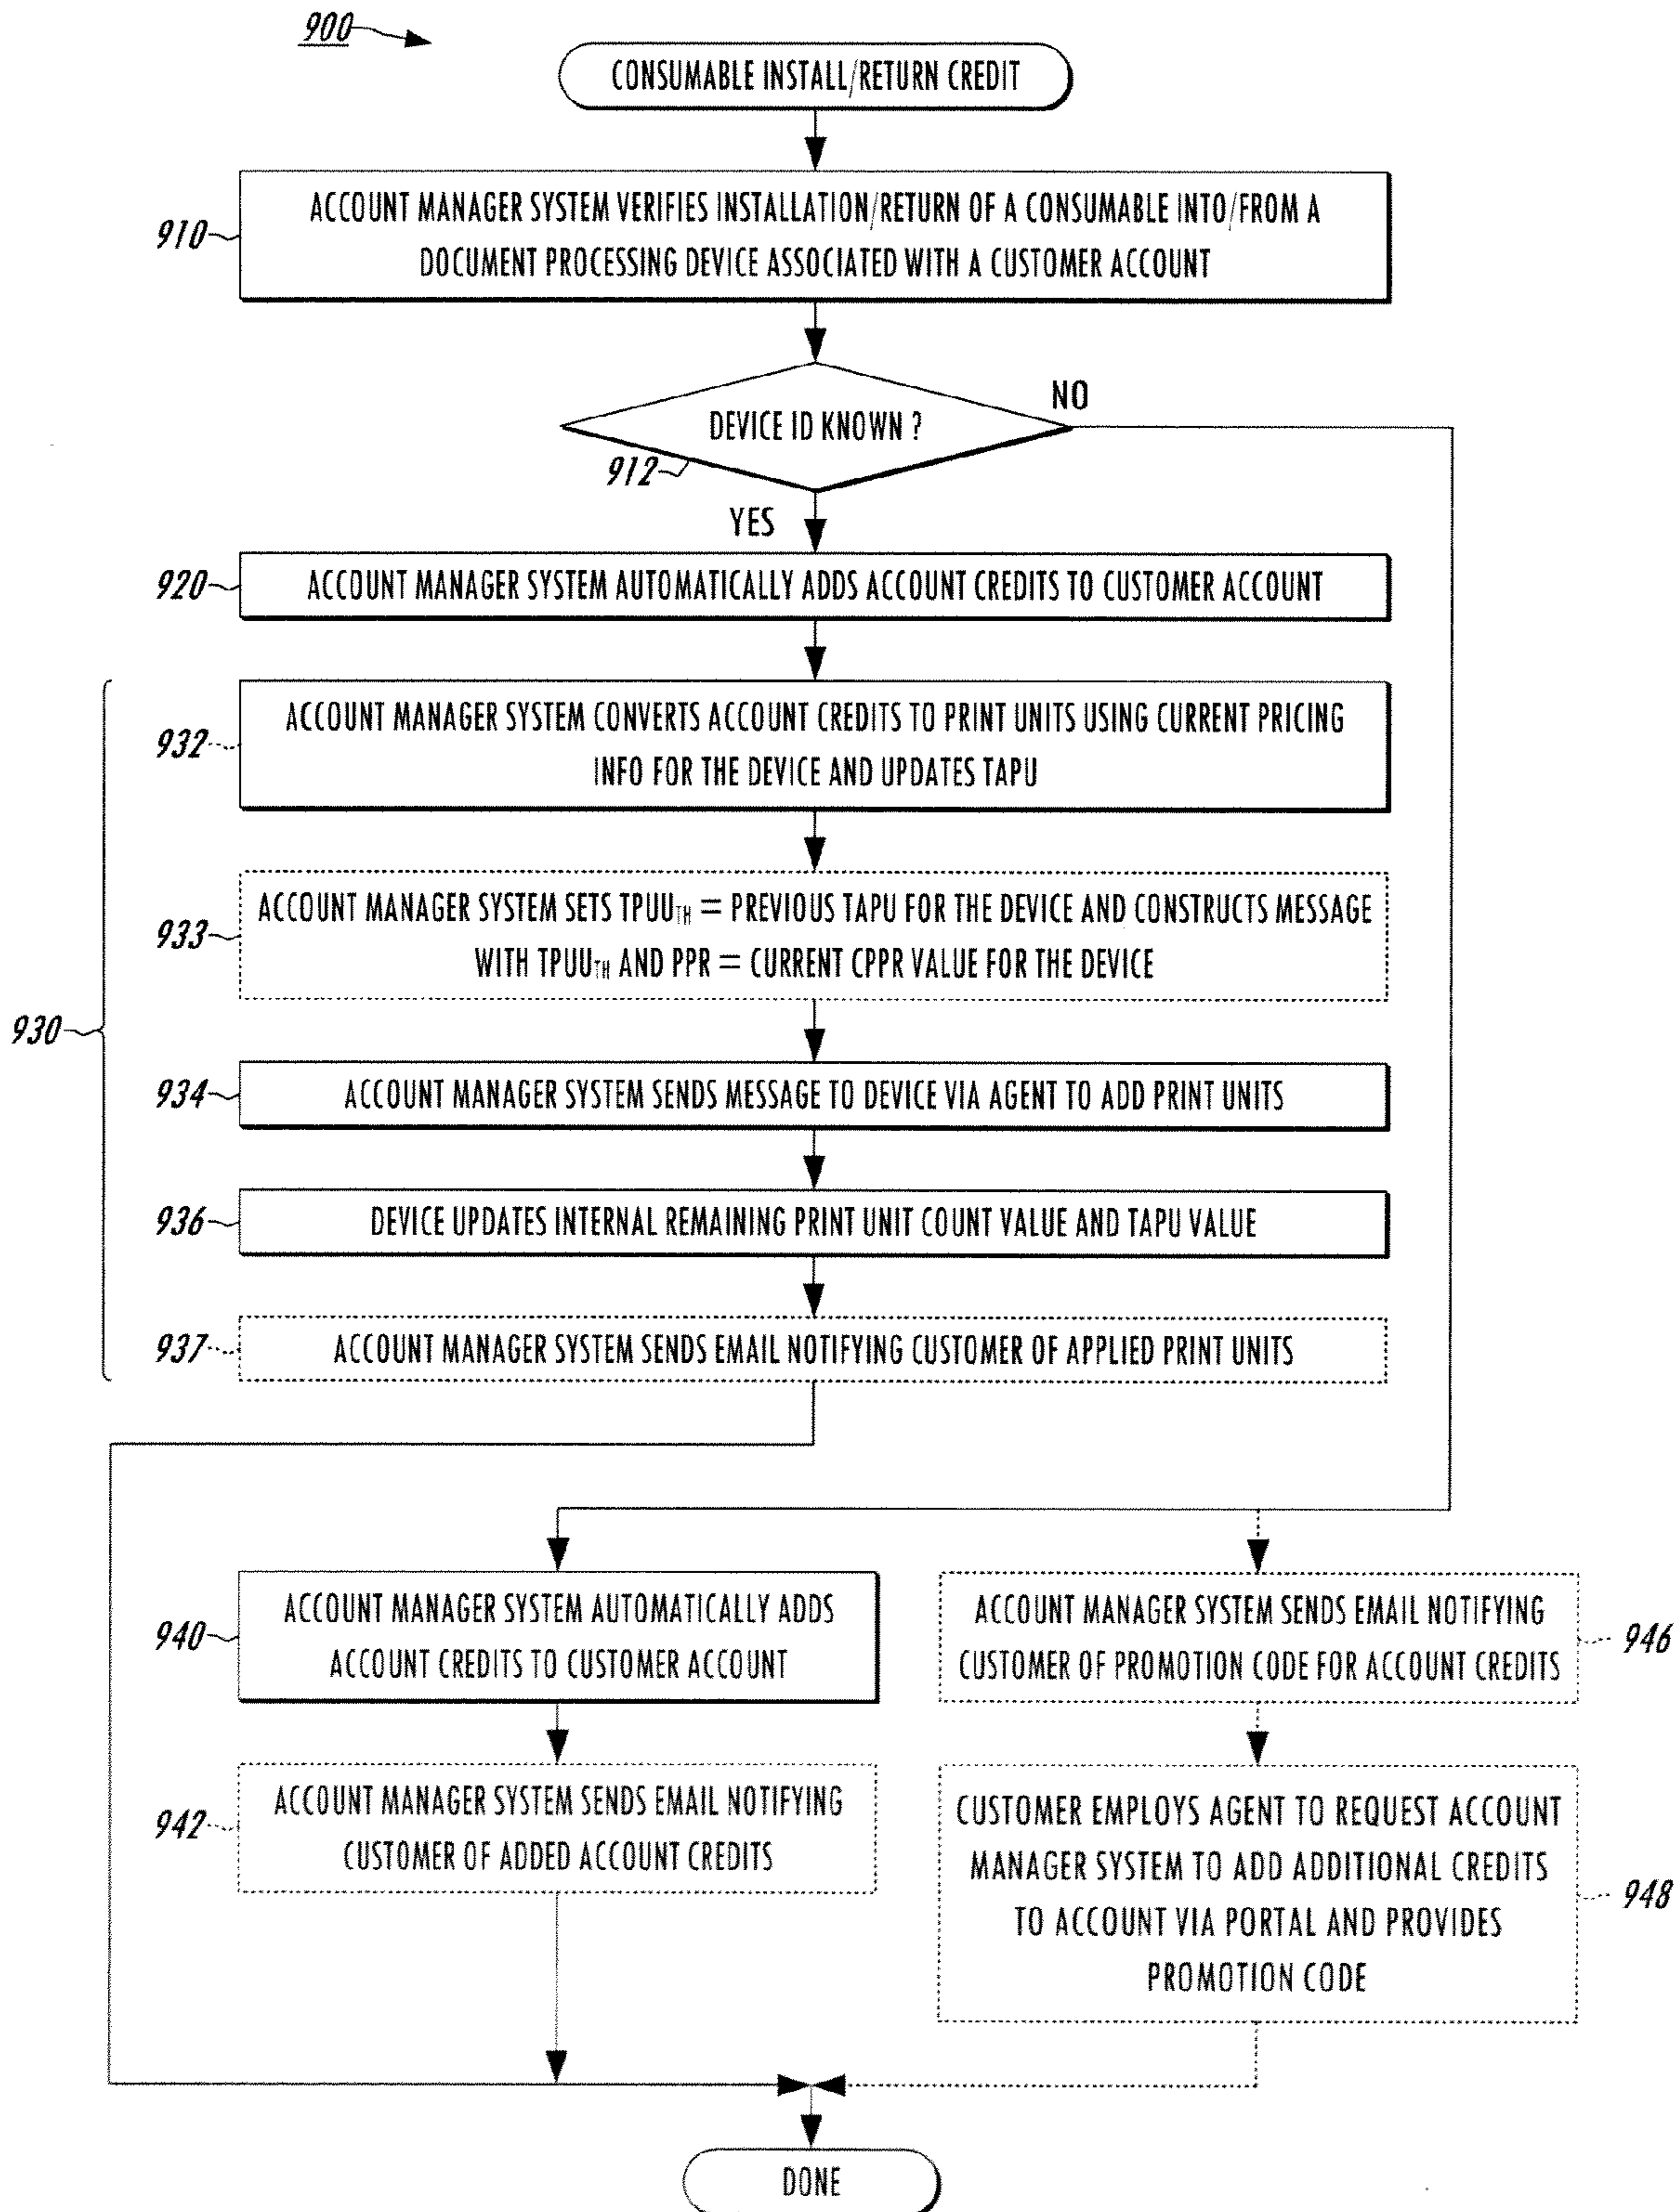 900
CONSUMABLE INSTALL/RETURN CREDIT
910
ACCOUNT MANAGER SYSTEM VERIFIES INSTALLATION/RETURN OF A CONSUMABLE INTO/FROM A
DOCUMENT PROCESSING DEVICE ASSOCIATED WITH A CUSTOMER ACCOUNT
DEVICE ID KNOWN ?
NO
912
YES
920
ACCOUNT MANAGER SYSTEM AUTOMATICALLY ADDS ACCOUNT CREDITS TO CUSTOMER ACCOUNT
930
932
ACCOUNT MANAGER SYSTEM CONVERTS ACCOUNT CREDITS TO PRINT UNITS USING CURRENT PRICING
INFO FOR THE DEVICE AND UPDATES TAPU
933
ACCOUNT MANAGER SYSTEM SETS TPUUTH = PREVIOUS TAPU FOR THE DEVICE AND CONSTRUCTS MESSAGE
WITH TPUUTH AND PPR = CURRENT CPPR VALUE FOR THE DEVICE
934
ACCOUNT MANAGER SYSTEM SENDS MESSAGE TO DEVICE VIA AGENT TO ADD PRINT UNITS
936
DEVICE UPDATES INTERNAL REMAINING PRINT UNIT COUNT VALUE AND TAPU VALUE
937
ACCOUNT MANAGER SYSTEM SENDS EMAIL NOTIFYING CUSTOMER OF APPLIED PRINT UNITS
940
ACCOUNT MANAGER SYSTEM AUTOMATICALLY ADDS
ACCOUNT CREDITS TO CUSTOMER ACCOUNT
942
ACCOUNT MANAGER SYSTEM SENDS EMAIL NOTIFYING
CUSTOMER OF ADDED ACCOUNT CREDITS
946
ACCOUNT MANAGER SYSTEM SENDS EMAIL NOTIFYING
CUSTOMER OF PROMOTION CODE FOR ACCOUNT CREDITS
948
CUSTOMER EMPLOYS AGENT TO REQUEST ACCOUNT
MANAGER SYSTEM TO ADD ADDITIONAL CREDITS
TO ACCOUNT VIA PORTAL AND PROVIDES
PROMOTION CODE
DONE